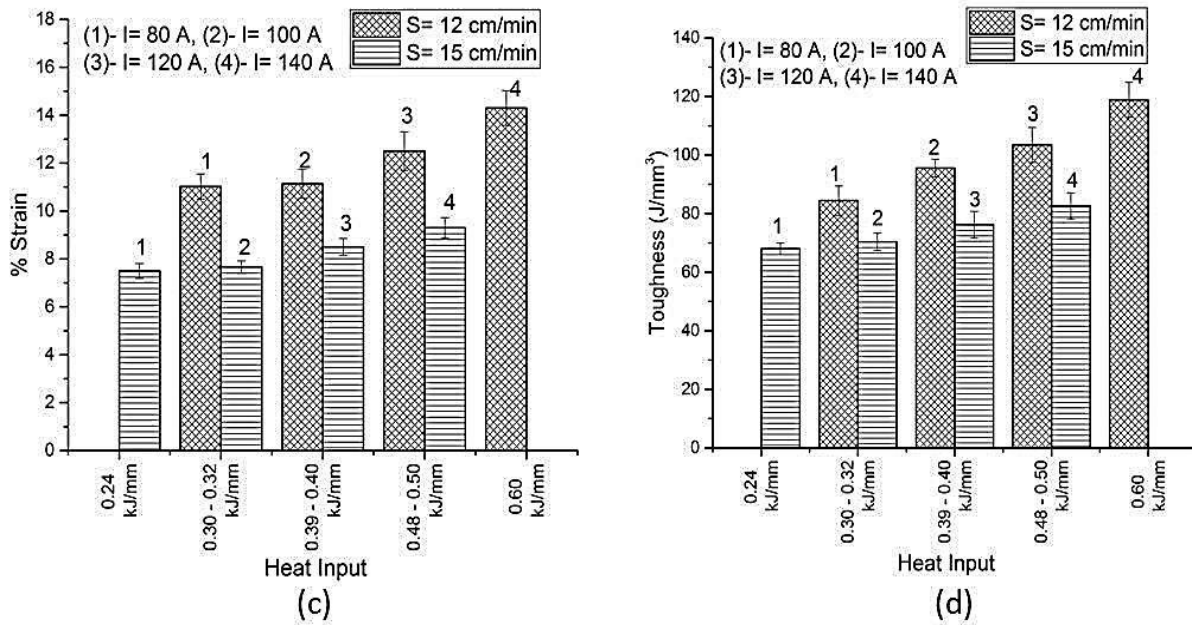 (1)- I= 80 A, (2)- I= 100 A
(3)- I= 120 A, (4)- I= 140 A
S= 12 cm/min
S= 15 cm/min
% Strain
18
16
14
12
10
8
6
4
2
0
1
1
2
2
3
3
4
4
0.24
kJ/mm
0.30 - 0.32
kJ/mm
0.39 - 0.40
kJ/mm
0.48 - 0.50
kJ/mm
0.60
kJ/mm
Heat Input
(c)
(1)- I= 80 A, (2)- I= 100 A
(3)- I= 120 A, (4)- I= 140 A
S= 12 cm/min
S= 15 cm/min
Toughness (J/mm³)
140
120
100
80
60
40
20
0
1
1
2
2
3
3
4
4
0.24
kJ/mm
0.30 - 0.32
kJ/mm
0.39 - 0.40
kJ/mm
0.48 - 0.50
kJ/mm
0.60
kJ/mm
Heat Input
(d)